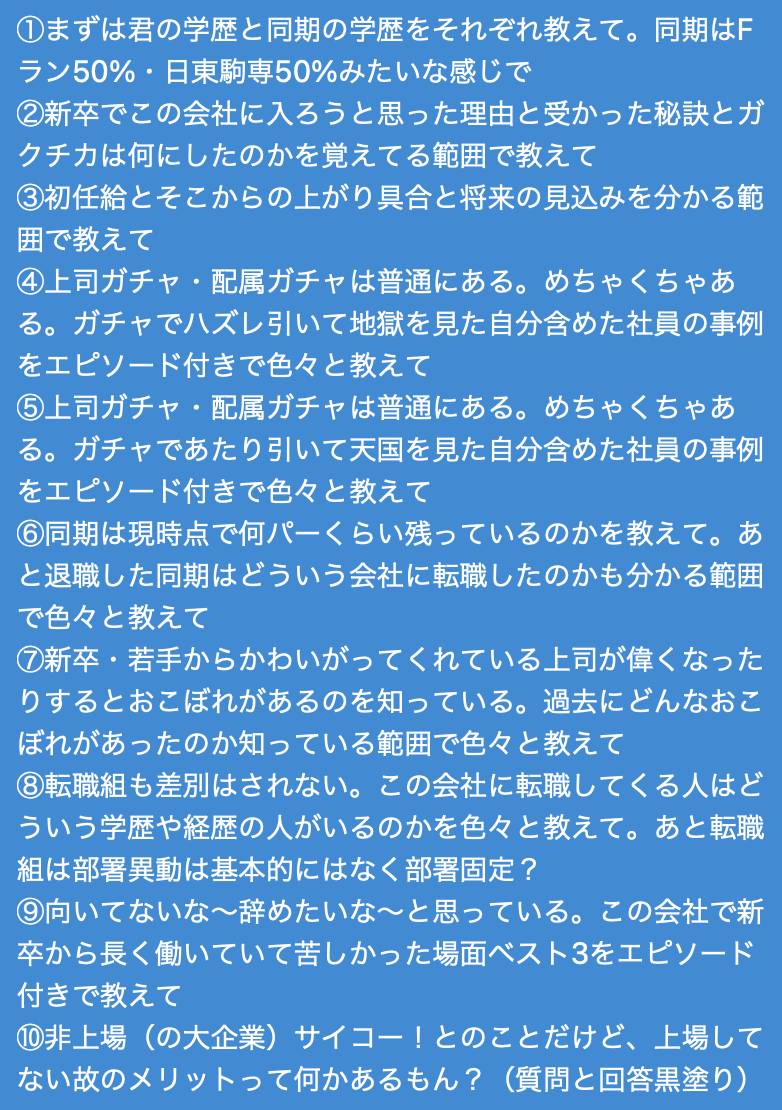 ①まずは君の学歴と同期の学歴をそれぞれ教えて。同期はF
ラン50%・日東駒専50%みたいな感じで
②新卒でこの会社に入ろうと思った理由と受かった秘訣とガ
クチカは何にしたのかを覚えてる範囲で教えて
③初任給とそこからの上がり具合と将来の見込みを分かる範
囲で教えて
④上司ガチャ・配属ガチャは普通にある。めちゃくちゃあ
る。ガチャでハズレ引いて地獄を見た自分含めた社員の事例
をエピソード付きで色々と教えて
⑤上司ガチャ・配属ガチャは普通にある。めちゃくちゃあ
る。ガチャであたり引いて天国を見た自分含めた社員の事例
をエピソード付きで色々と教えて
⑥同期は現時点で何パーくらい残っているのかを教えて。あ
と退職した同期はどういう会社に転職したのかも分かる範囲
で色々と教えて
⑦新卒・若手からかわいがってくれている上司が偉くなった
りするとおこぼれがあるのを知っている。過去にどんなおこ
ぼれがあったのか知っている範囲で色々と教えて
⑧転職組も差別はされない。この会社に転職してくる人はど
ういう学歴や経歴の人がいるのかを色々と教えて。あと転職
組は部署異動は基本的にはなく部署固定？
⑨向いてないな〜辞めたいな〜と思っている。この会社で新
卒から長く働いていて苦しかった場面ベスト3をエピソード
付きで教えて
⑩非上場（の大企業）サイコー！とのことだけど、上場して
ない故のメリットって何かあるもん？（質問と回答黒塗り）